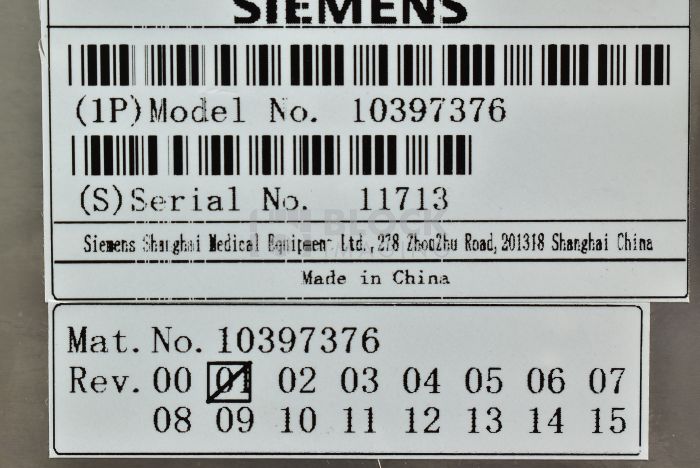 SIEMENS
(1P)Model No. 10397376
(S)Serial No. 11713
BLOCK
IMAGING
Siemens Shanghai Medical Equipment Ltd., 278 ZhouZhu Road, 201318 Shanghai China
Made in China
Mat. No. 10397376
Rev. 00 01 02 03 04 05 06 07
08 09 10 11 12 13 14 15